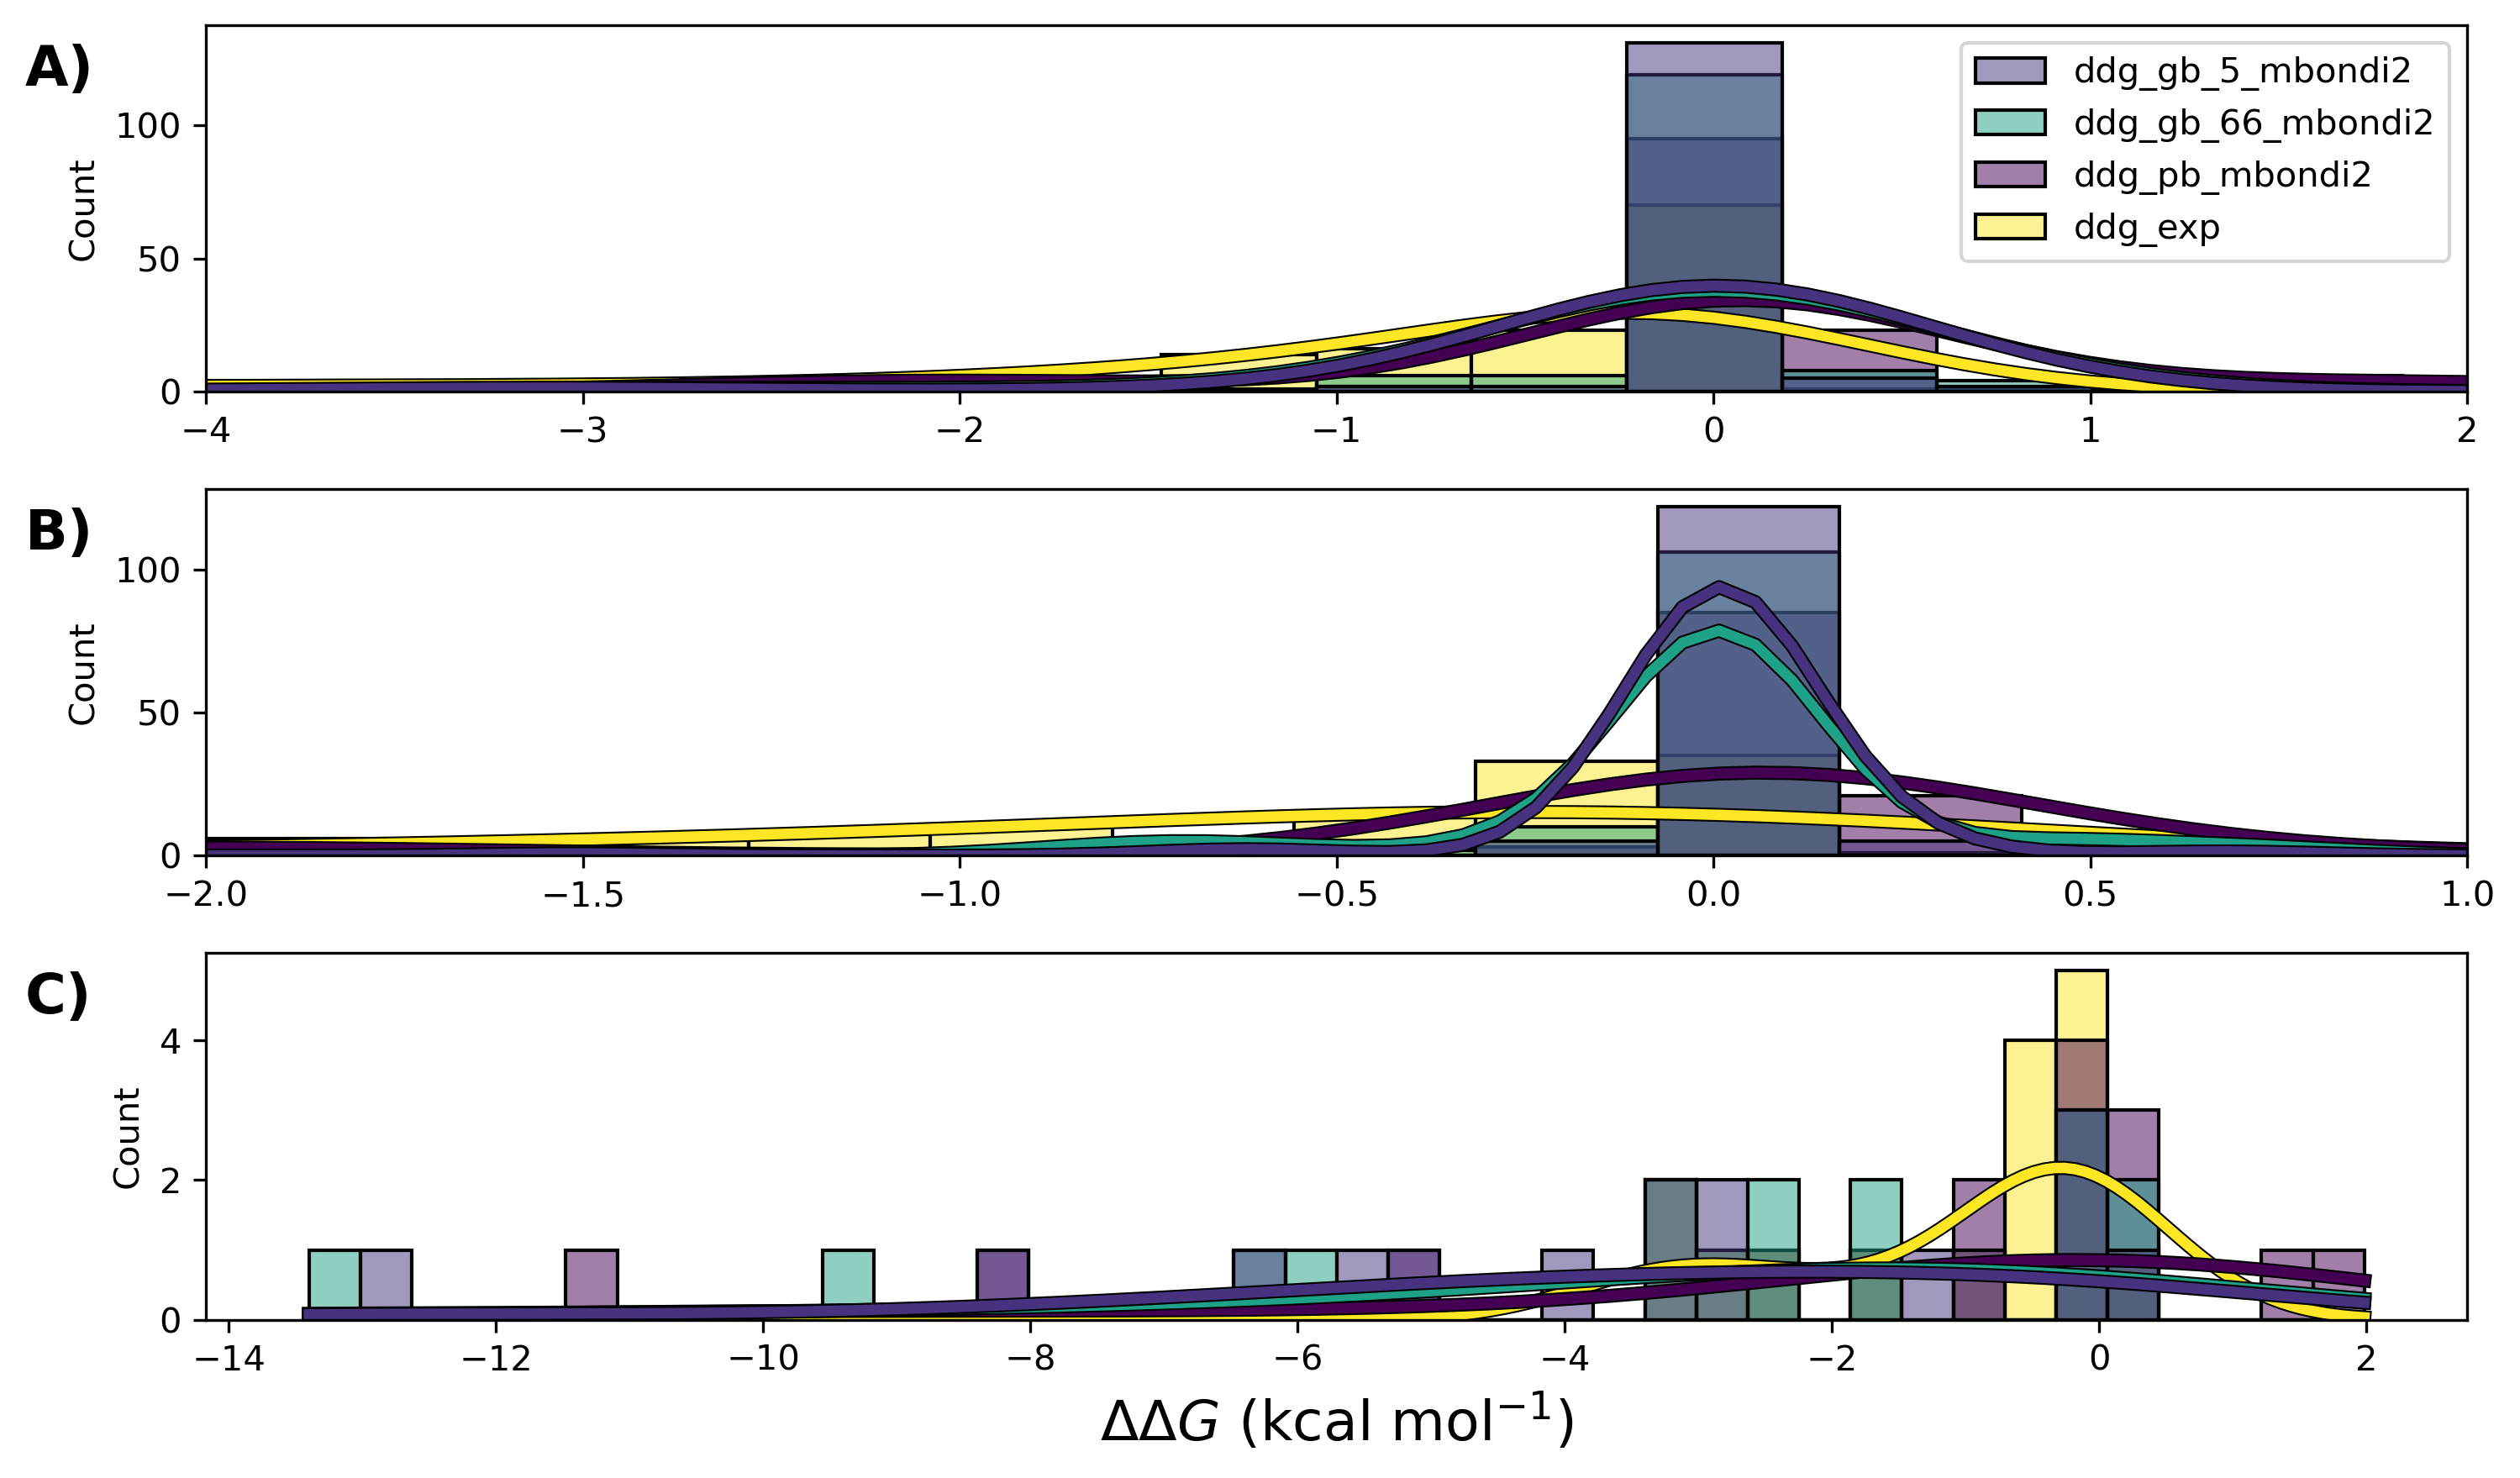 A)
Count
100
50
0
−4 −3 −2 −1 0 1 2
ddg_gb_5_mbondi2
ddg_gb_66_mbondi2
ddg_pb_mbondi2
ddg_exp
B)
Count
100
50
0
−2.0 −1.5 −1.0 −0.5 0.0 0.5 1.0
C)
Count
4
2
0
−14 −12 −10 −8 −6 −4 −2 0 2
ΔΔG (kcal mol⁻¹)